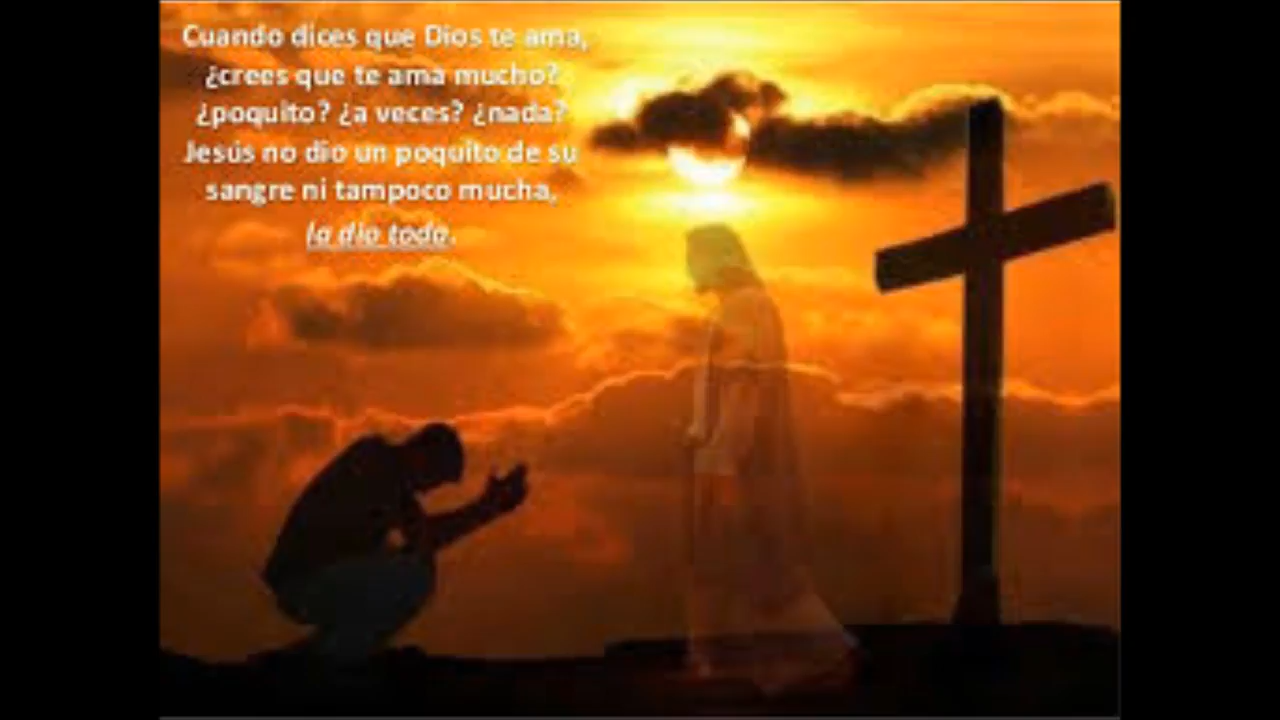 Cuando dices que Dios te ama,
¿crees que te ama mucho?
¿poquito? ¿a veces? ¿nada?
Jesús no dio un poquito de su
sangre ni tampoco mucha,
la dio toda.